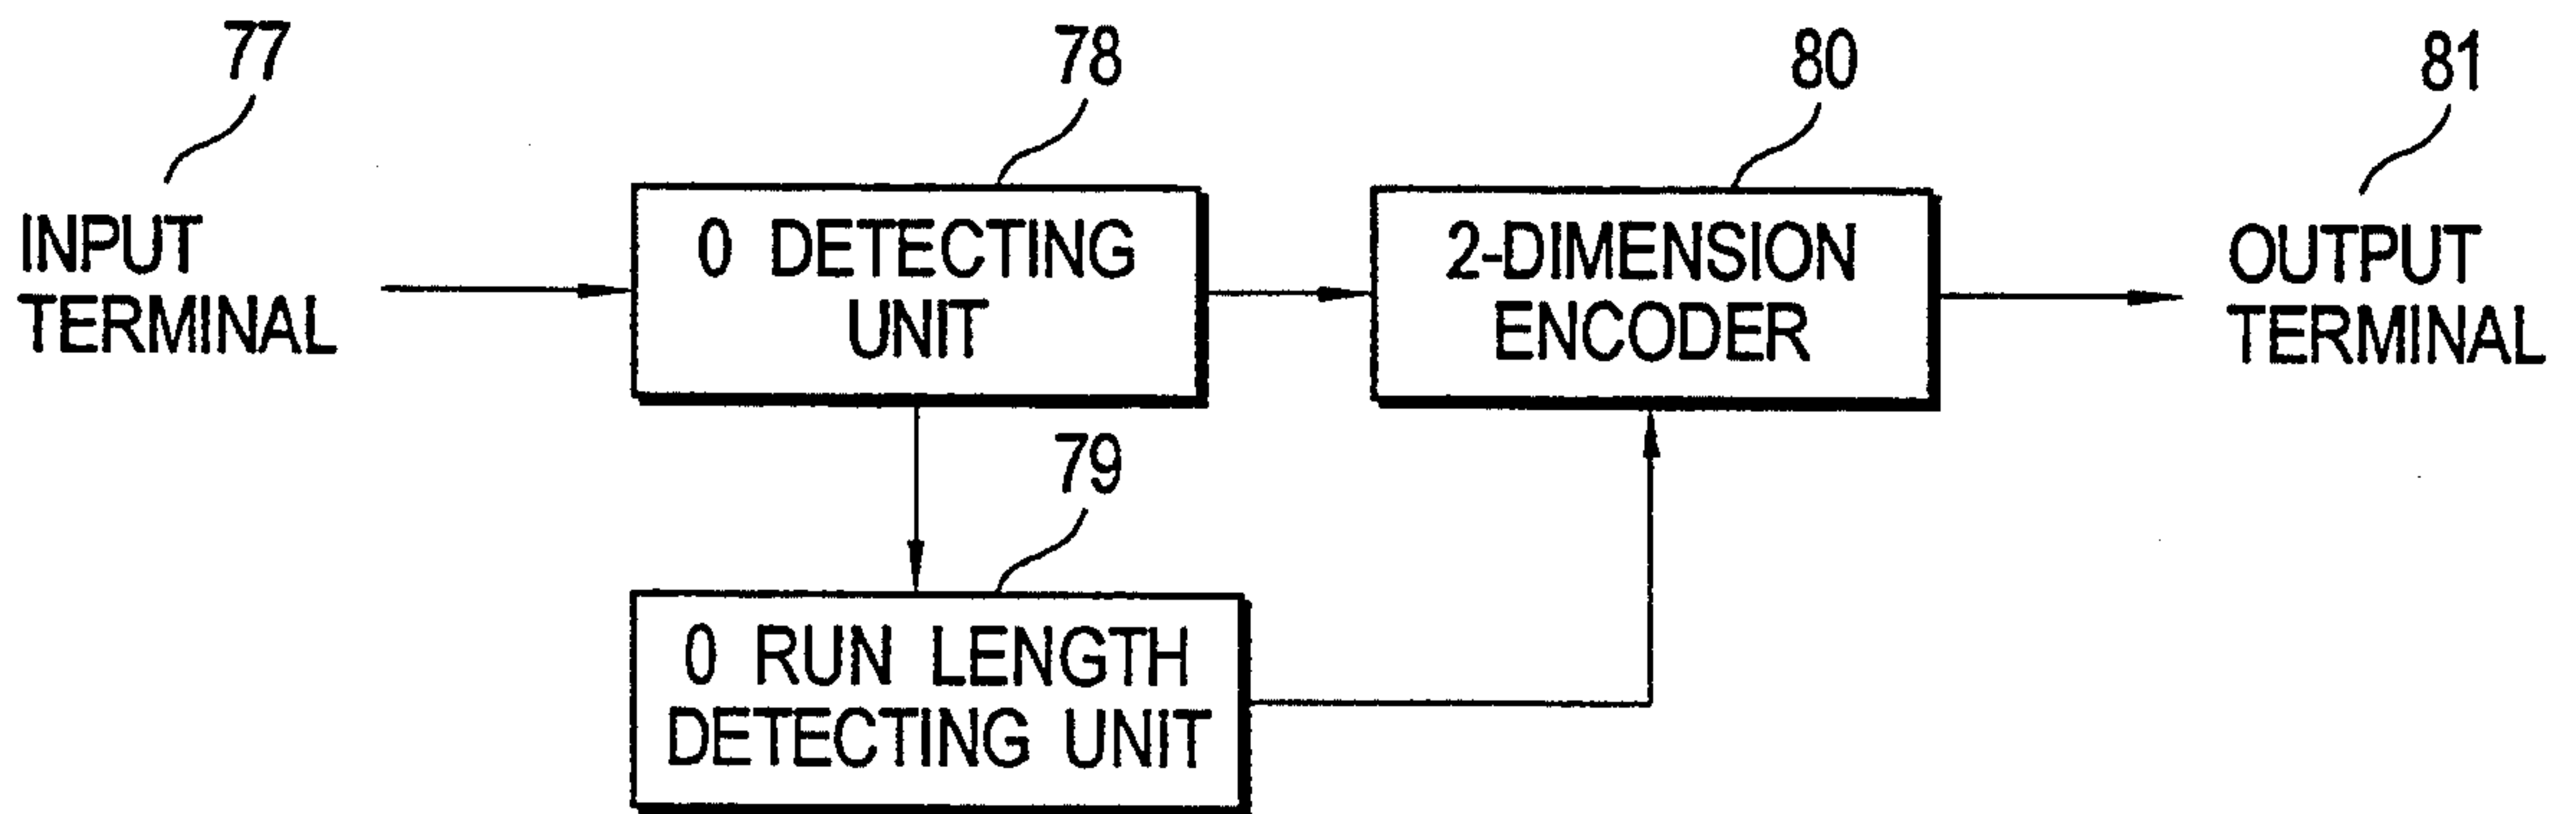 77
78
80
81
INPUT
TERMINAL
0 DETECTING
UNIT
2-DIMENSION
ENCODER
OUTPUT
TERMINAL
79
0 RUN LENGTH
DETECTING UNIT